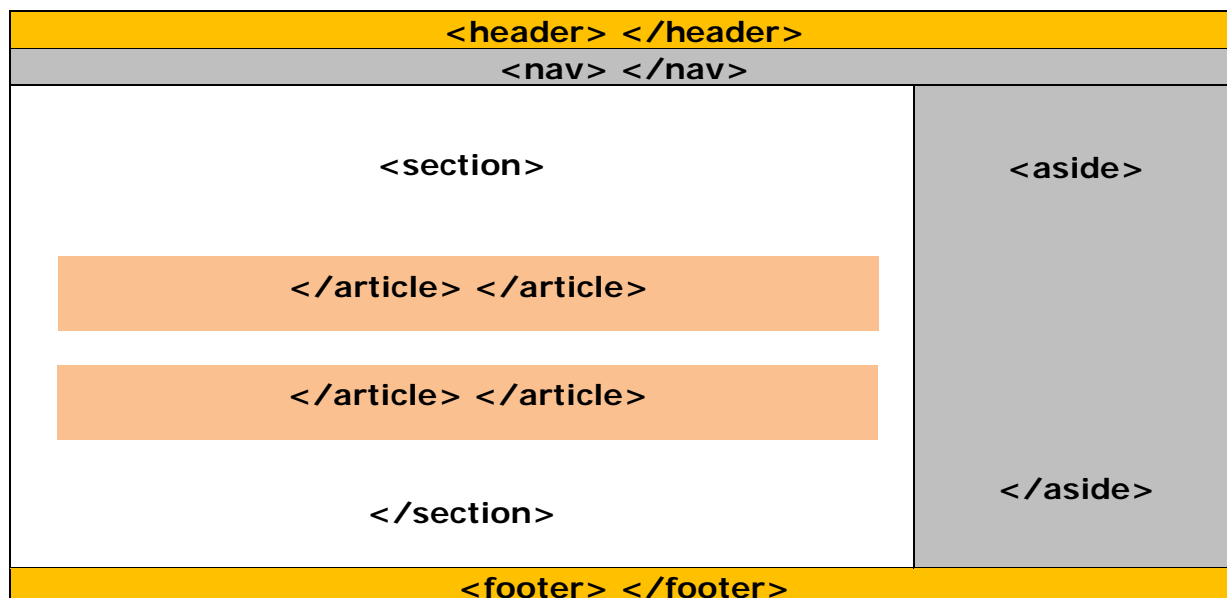 <header> </header>
<nav> </nav>
<section>
<aside>
</article> </article>
</article> </article>
</aside>
</section>
<footer> </footer>